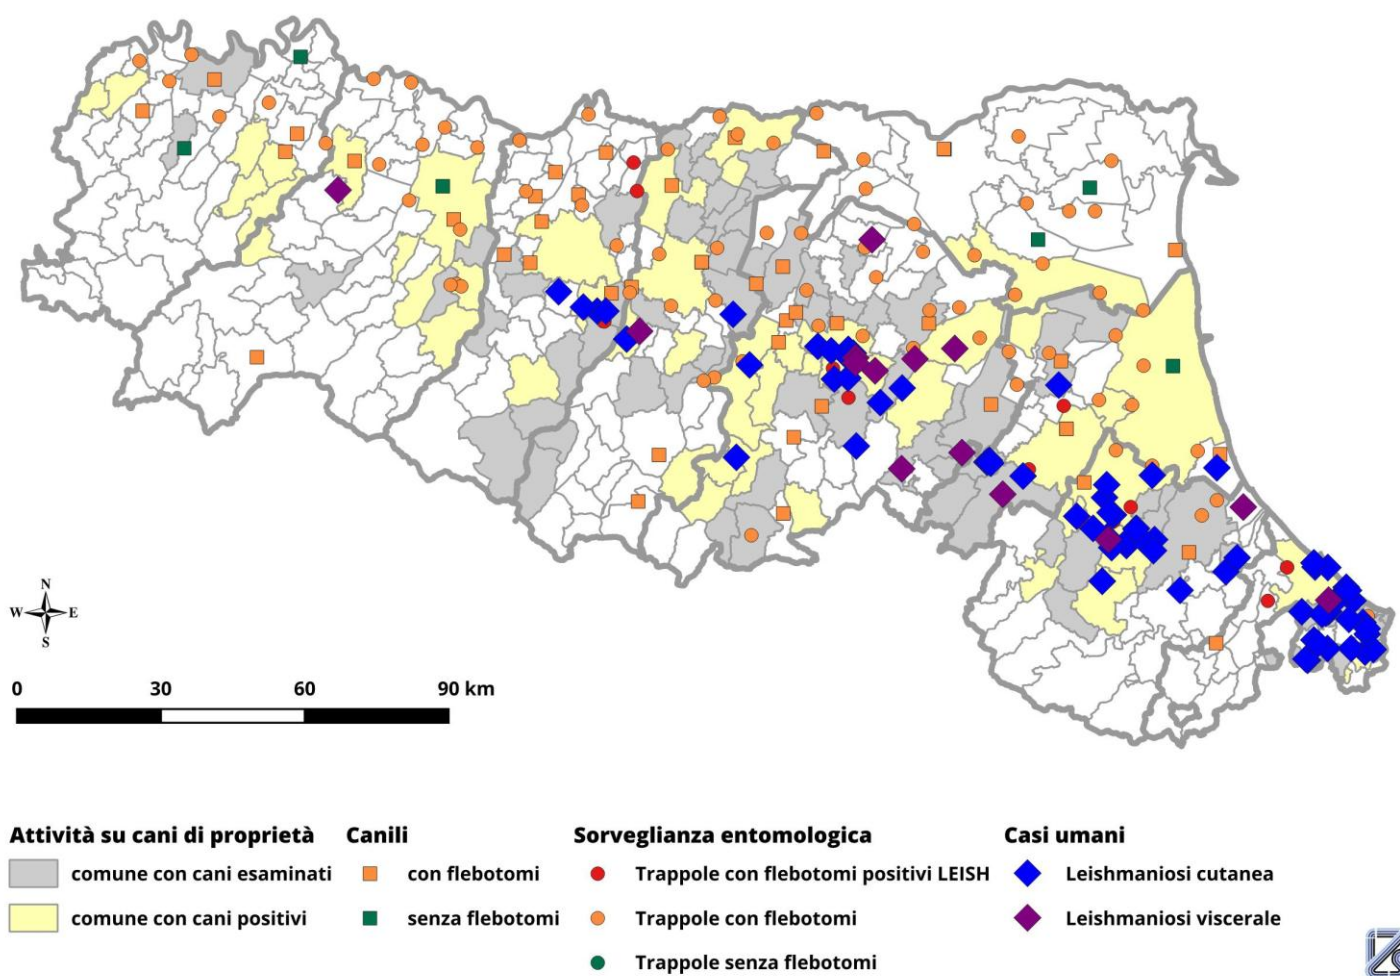 N
W E
S
0 30 60 90 km
Attività su cani di proprietà
comune con cani esaminati
comune con cani positivi
Canili
con flebotomi
senza flebotomi
Sorveglianza entomologica
Trappole con flebotomi positivi LEISH
Trappole con flebotomi
Trappole senza flebotomi
Casi umani
Leishmaniosi cutanea
Leishmaniosi viscerale